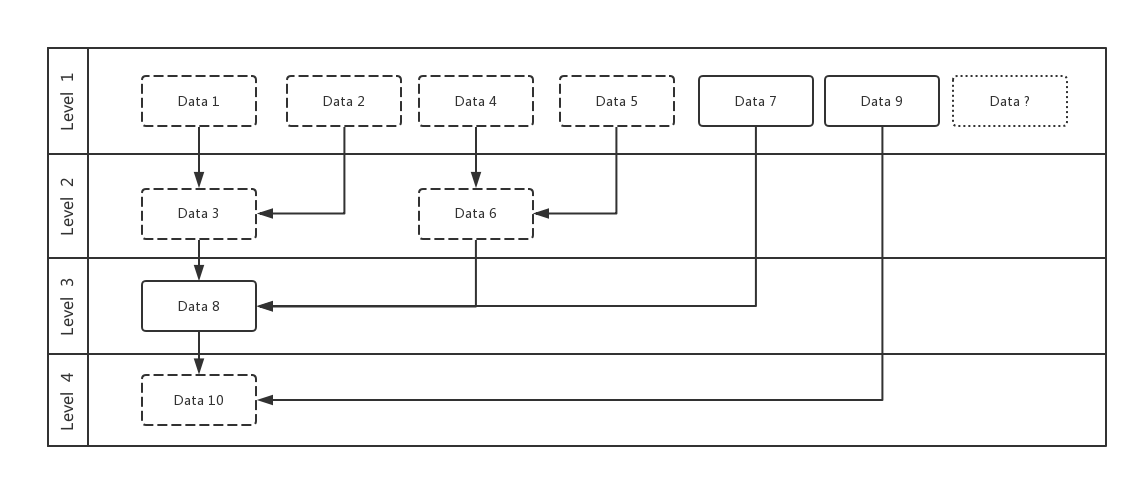 Level 1
Data 1
Data 2
Data 4
Data 5
Data 7
Data 9
Data ?
Level 2
Data 3
Data 6
Level 3
Data 8
Level 4
Data 10